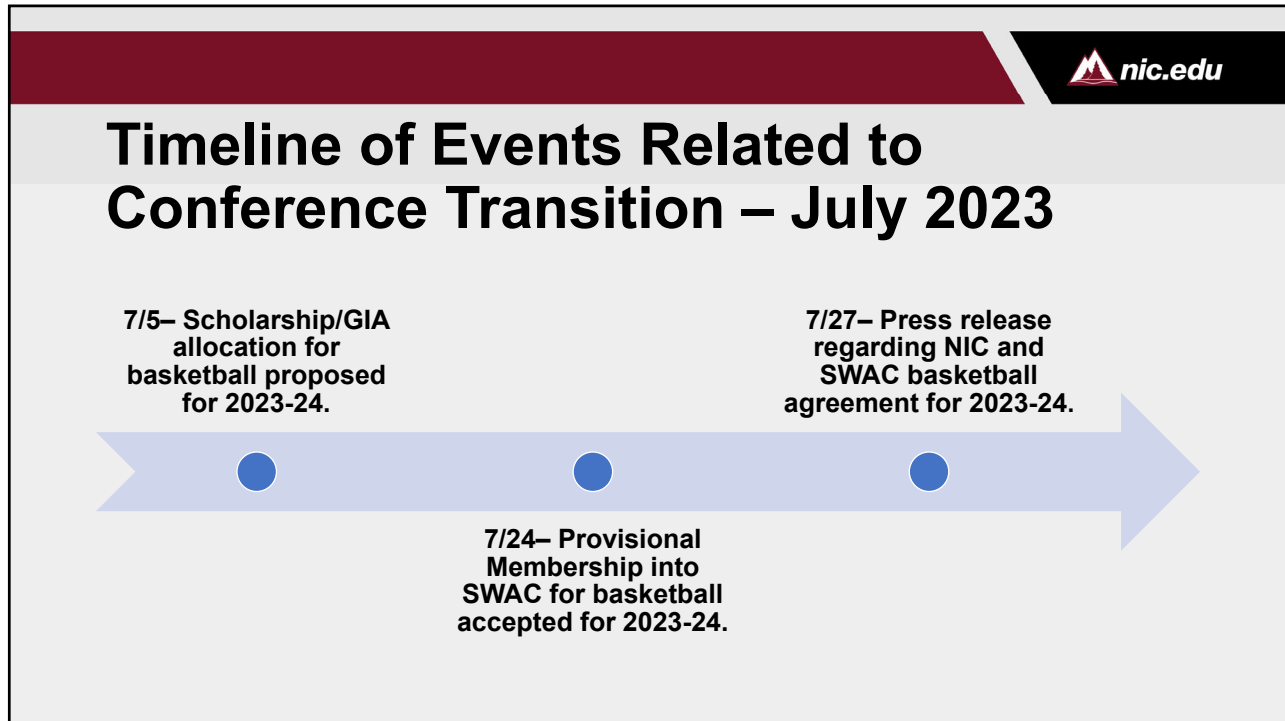 nic.edu
Timeline of Events Related to
Conference Transition – July 2023
7/5– Scholarship/GIA
allocation for
basketball proposed
for 2023-24.
7/24– Provisional
Membership into
SWAC for basketball
accepted for 2023-24.
7/27– Press release
regarding NIC and
SWAC basketball
agreement for 2023-24.